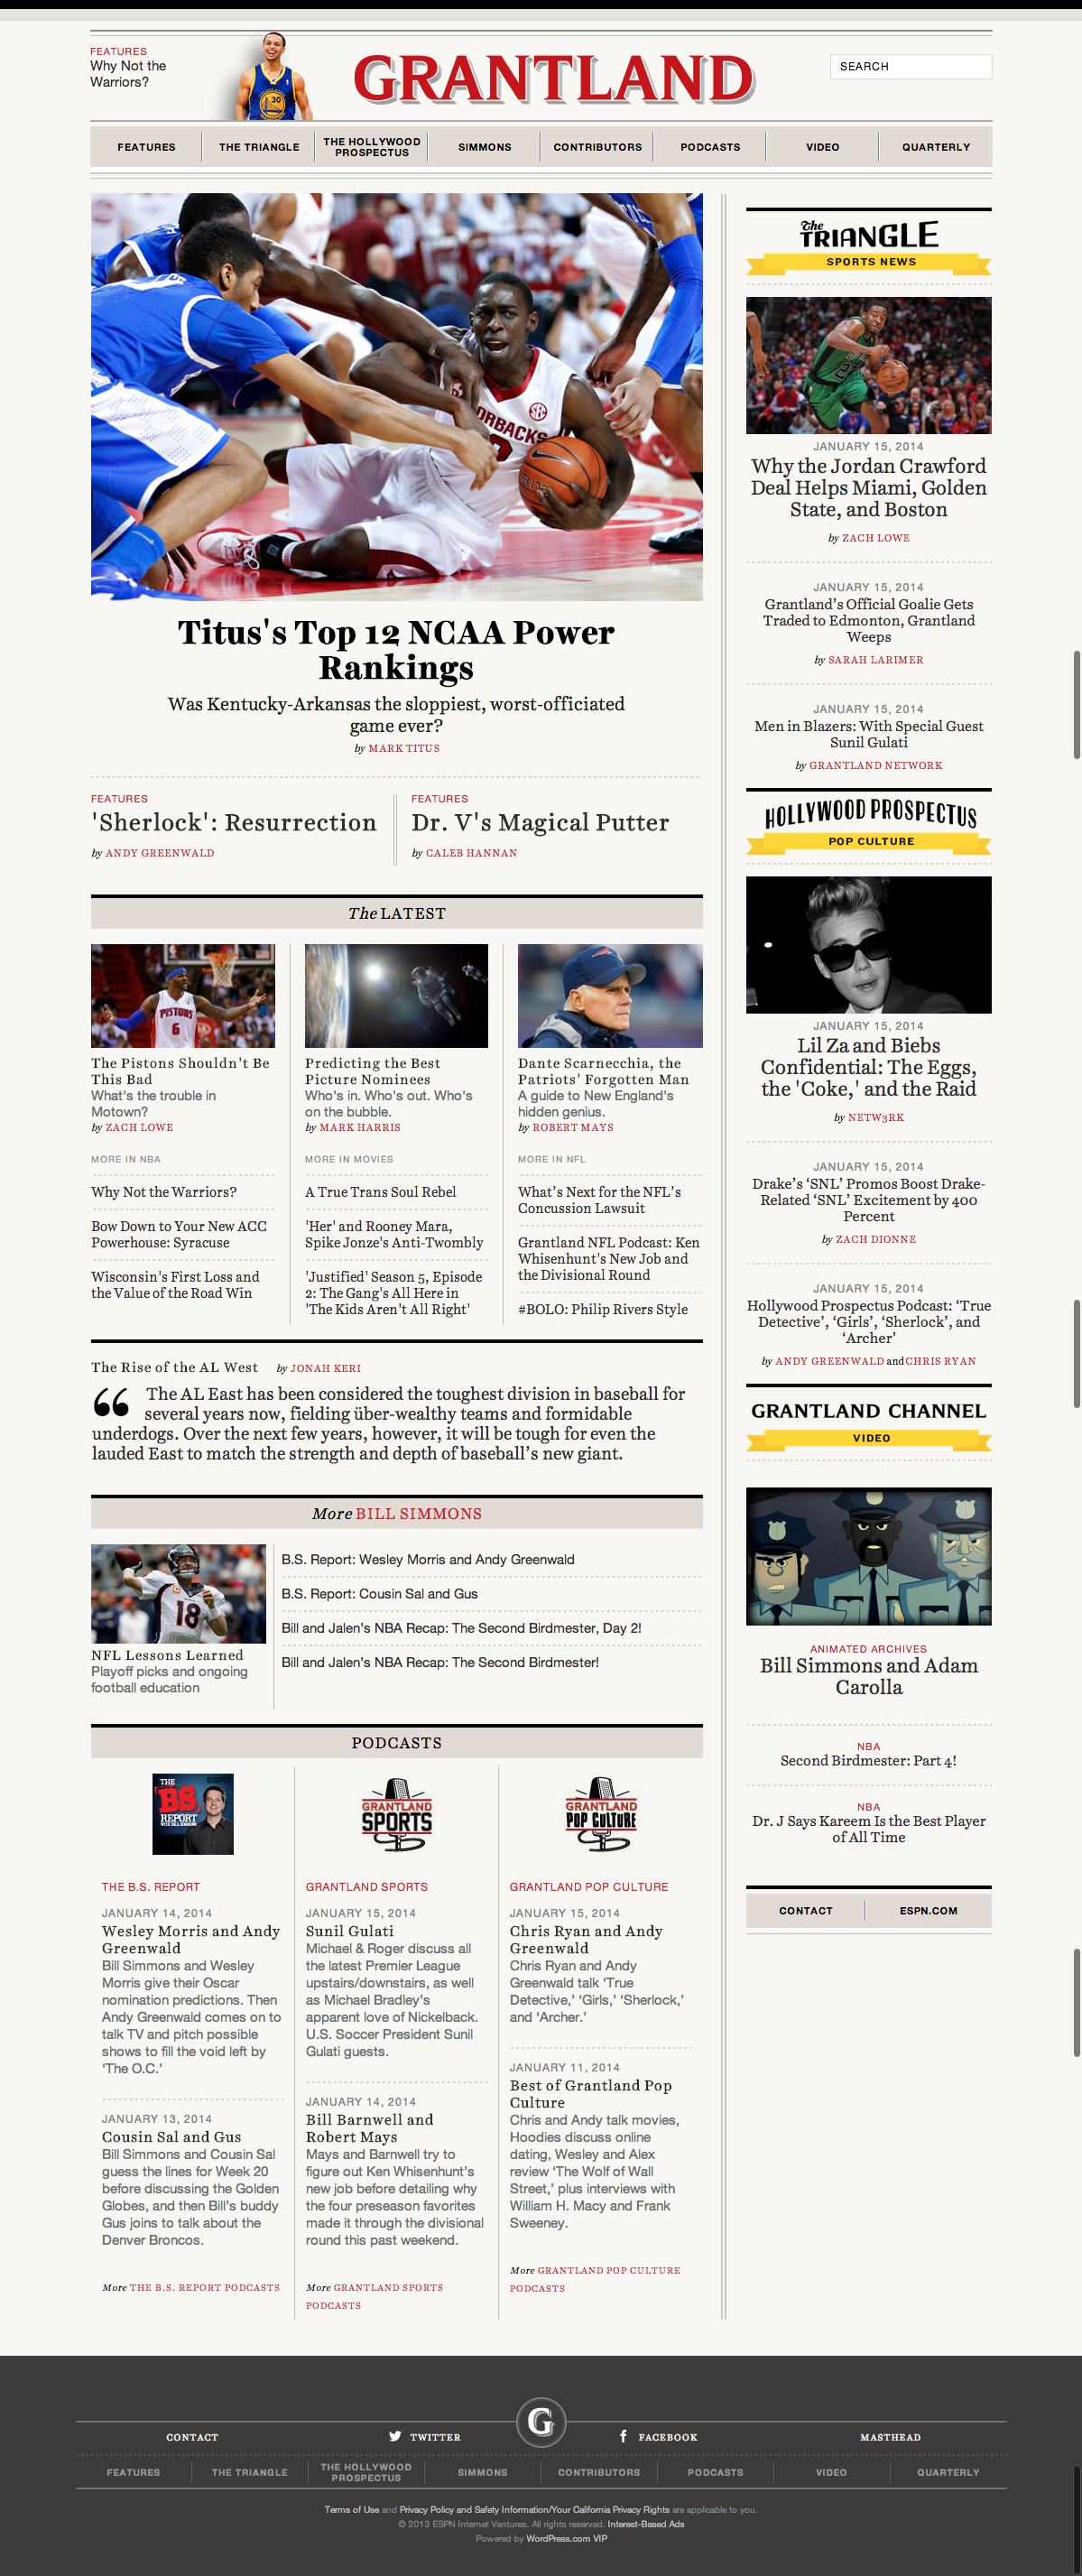 FEATURES
Why Not the
Warriors?
30
GRANTLAND
SEARCH
FEATURES
THE TRIANGLE
THE HOLLYWOOD
PROSPECTUS
SIMMONS
CONTRIBUTORS
PODCASTS
VIDEO
QUARTERLY
ORBACKS
SEC
Titus's Top 12 NCAA Power
Rankings
Was Kentucky-Arkansas the sloppiest, worst-officiated
game ever?
by MARK TITUS
FEATURES
'Sherlock': Resurrection
by ANDY GREENWALD
FEATURES
Dr. V's Magical Putter
by CALEB HANNAN
The LATEST
PISTONS
6
The Pistons Shouldn't Be
This Bad
What's the trouble in
Motown?
by ZACH LOWE
MORE IN NBA
Why Not the Warriors?
Bow Down to Your New ACC
Powerhouse: Syracuse
Wisconsin's First Loss and
the Value of the Road Win
Predicting the Best
Picture Nominees
Who's in. Who's out. Who's
on the bubble.
by MARK HARRIS
MORE IN MOVIES
A True Trans Soul Rebel
'Her' and Rooney Mara,
Spike Jonze's Anti-Twombly
'Justified' Season 5, Episode
2: The Gang's All Here in
'The Kids Aren't All Right'
Dante Scarnecchia, the
Patriots' Forgotten Man
A guide to New England's
hidden genius.
by ROBERT MAYS
MORE IN NFL
What's Next for the NFL's
Concussion Lawsuit
Grantland NFL Podcast: Ken
Whisenhunt's New Job and
the Divisional Round
#BOLO: Philip Rivers Style
The Rise of the AL West by JONAH KERI
“ The AL East has been considered the toughest division in baseball for
several years now, fielding über-wealthy teams and formidable
underdogs. Over the next few years, however, it will be tough for even the
lauded East to match the strength and depth of baseball’s new giant.
More BILL SIMMONS
18
NFL Lessons Learned
Playoff picks and ongoing
football education
B.S. Report: Wesley Morris and Andy Greenwald
B.S. Report: Cousin Sal and Gus
Bill and Jalen’s NBA Recap: The Second Birdmester, Day 2!
Bill and Jalen’s NBA Recap: The Second Birdmester!
PODCASTS
THE
B.S.
REPORT
WITH BILL SIMMONS
THE B.S. REPORT
JANUARY 14, 2014
Wesley Morris and Andy
Greenwald
Bill Simmons and Wesley
Morris give their Oscar
nomination predictions. Then
Andy Greenwald comes on to
talk TV and pitch possible
shows to fill the void left by
‘The O.C.’
JANUARY 13, 2014
Cousin Sal and Gus
Bill Simmons and Cousin Sal
guess the lines for Week 20
before discussing the Golden
Globes, and then Bill’s buddy
Gus joins to talk about the
Denver Broncos.
More THE B.S. REPORT PODCASTS
GRANTLAND
SPORTS
GRANTLAND SPORTS
JANUARY 15, 2014
Sunil Gulati
Michael & Roger discuss all
the latest Premier League
upstairs/downstairs, as well
as Michael Bradley’s
apparent love of Nickelback.
U.S. Soccer President Sunil
Gulati guests.
JANUARY 14, 2014
Bill Barnwell and
Robert Mays
Mays and Barnwell try to
figure out Ken Whisenhunt’s
new job before detailing why
the four preseason favorites
made it through the divisional
round this past weekend.
More GRANTLAND SPORTS
PODCASTS
GRANTLAND
POP CULTURE
GRANTLAND POP CULTURE
JANUARY 15, 2014
Chris Ryan and Andy
Greenwald
Chris Ryan and Andy
Greenwald talk ‘True
Detective,’ ‘Girls,’ ‘Sherlock,’
and ‘Archer.’
JANUARY 11, 2014
Best of Grantland Pop
Culture
Chris and Andy talk movies,
Hoodies discuss online
dating, Wesley and Alex
review ‘The Wolf of Wall
Street,’ plus interviews with
William H. Macy and Frank
Sweeney.
More GRANTLAND POP CULTURE
PODCASTS
The
TRIANGLE
SPORTS NEWS
JANUARY 15, 2014
Why the Jordan Crawford
Deal Helps Miami, Golden
State, and Boston
by ZACH LOWE
JANUARY 15, 2014
Grantland’s Official Goalie Gets
Traded to Edmonton, Grantland
Weeps
by SARAH LARIMER
JANUARY 15, 2014
Men in Blazers: With Special Guest
Sunil Gulati
by GRANTLAND NETWORK
HOLLYWOOD PROSPECTUS
POP CULTURE
JANUARY 15, 2014
Lil Za and Biebs
Confidential: The Eggs,
the 'Coke,' and the Raid
by NETW3RK
JANUARY 15, 2014
Drake’s ‘SNL’ Promos Boost Drake-
Related ‘SNL’ Excitement by 400
Percent
by ZACH DIONNE
JANUARY 15, 2014
Hollywood Prospectus Podcast: ‘True
Detective’, ‘Girls’, ‘Sherlock’, and
‘Archer’
by ANDY GREENWALD and CHRIS RYAN
GRANTLAND CHANNEL
VIDEO
ANIMATED ARCHIVES
Bill Simmons and Adam
Carolla
NBA
Second Birdmester: Part 4!
NBA
Dr. J Says Kareem Is the Best Player
of All Time
CONTACT
ESPN.COM
G
CONTACT
TWITTER
FACEBOOK
MASTHEAD
FEATURES
THE TRIANGLE
THE HOLLYWOOD
PROSPECTUS
SIMMONS
CONTRIBUTORS
PODCASTS
VIDEO
QUARTERLY
Terms of Use and Privacy Policy and Safety Information/Your California Privacy Rights are applicable to you.
© 2013 ESPN Internet Ventures. All rights reserved. Interest-Based Ads
Powered by WordPress.com VIP